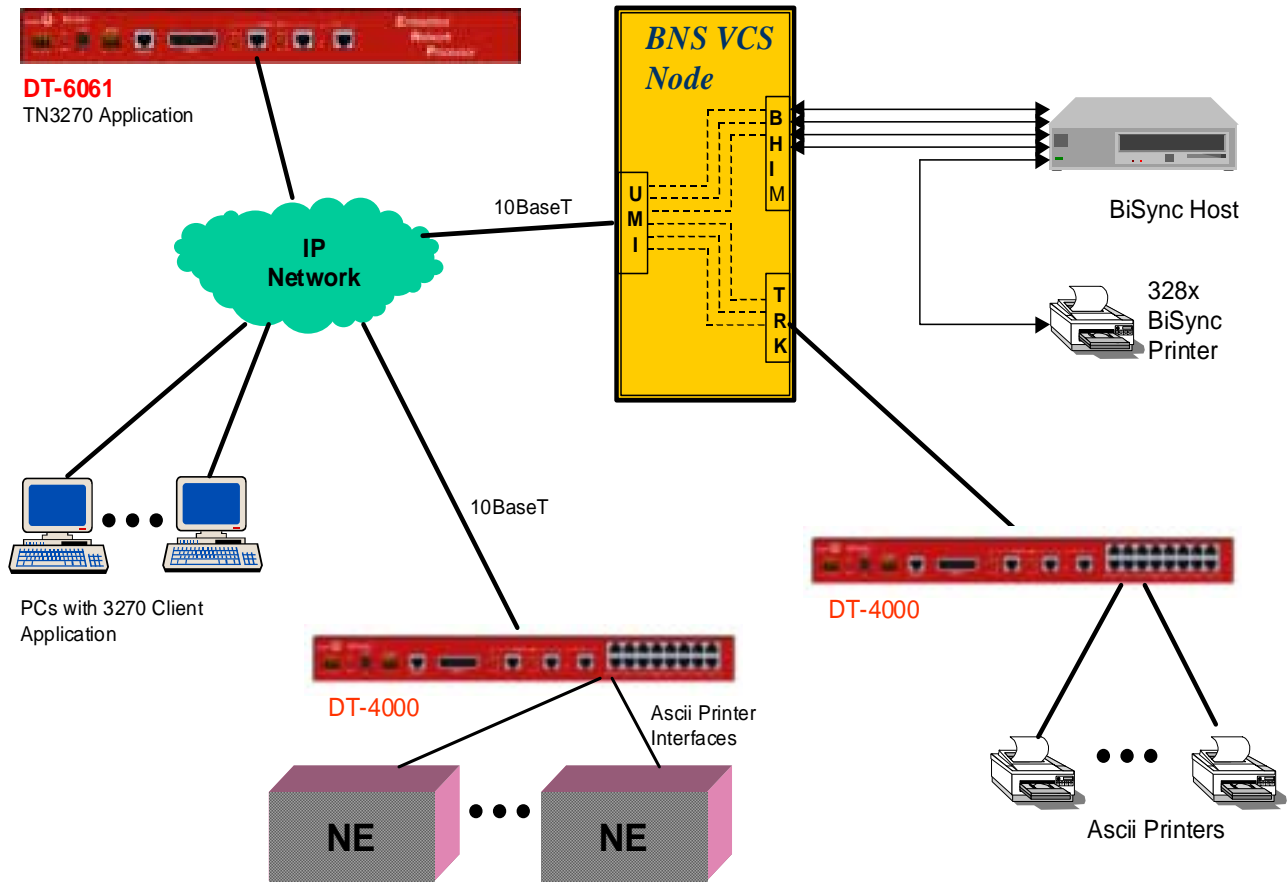 DT-6061
TN3270 Application
BNS VCS
Node
B
H
I
M
U
M
I
T
R
K
BiSync Host
328x
BiSync
Printer
10BaseT
IP
Network
10BaseT
PCs with 3270 Client
Application
DT-4000
Ascii Printer
Interfaces
NE
NE
DT-4000
Ascii Printers